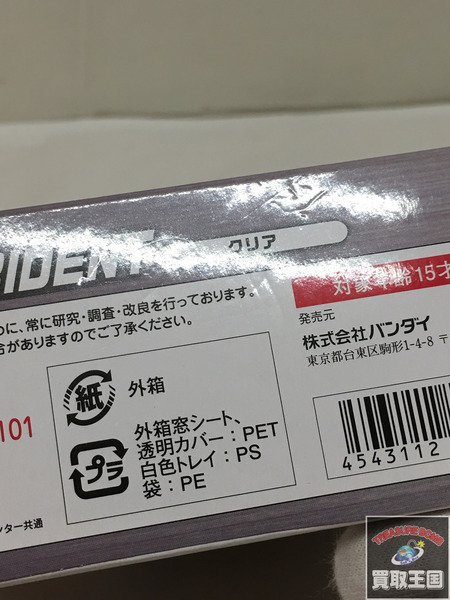 RIDENT
クリア
対象年齢15才
めに、常に研究・調査・改良を行っております。
合がありますのでご了承ください。
発売元
株式会社バンダイ
東京都台東区駒形1-4-8 〒
101
紙
外箱
プラ
外箱窓シート、
透明カバー:PET
白色トレイ:PS
袋:PE
4543112
ンター共通
TREASURE BOMB
買取王国